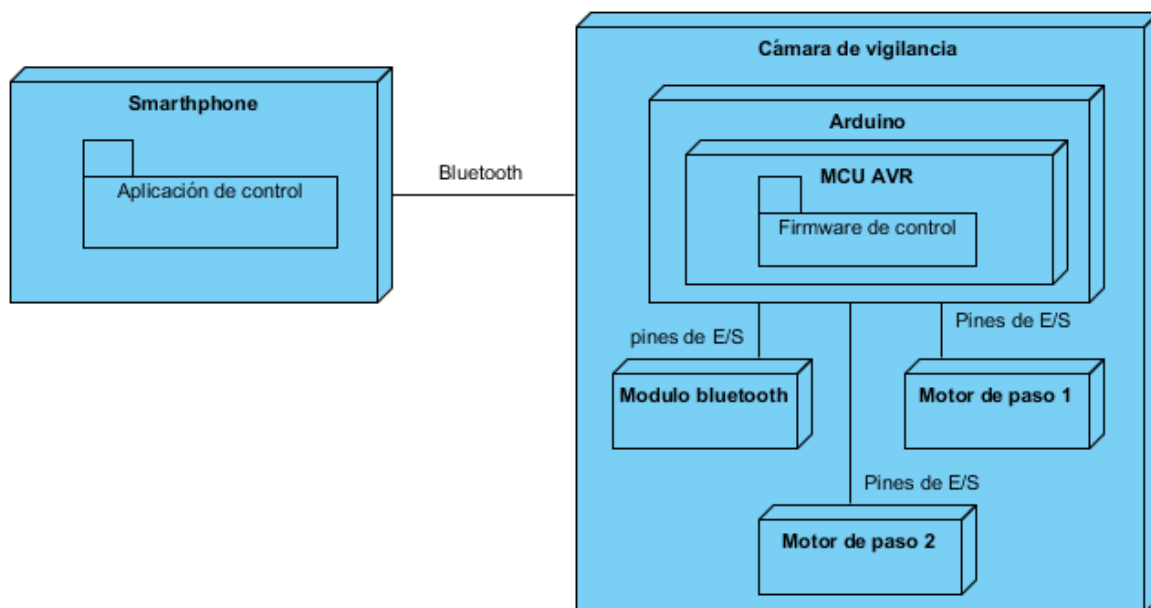 Cámara de vigilancia
Smarthphone
Arduino
MCU AVR
Aplicación de control
Bluetooth
Firmware de control
pines de E/S
Pines de E/S
Modulo bluetooth
Motor de paso 1
Pines de E/S
Motor de paso 2